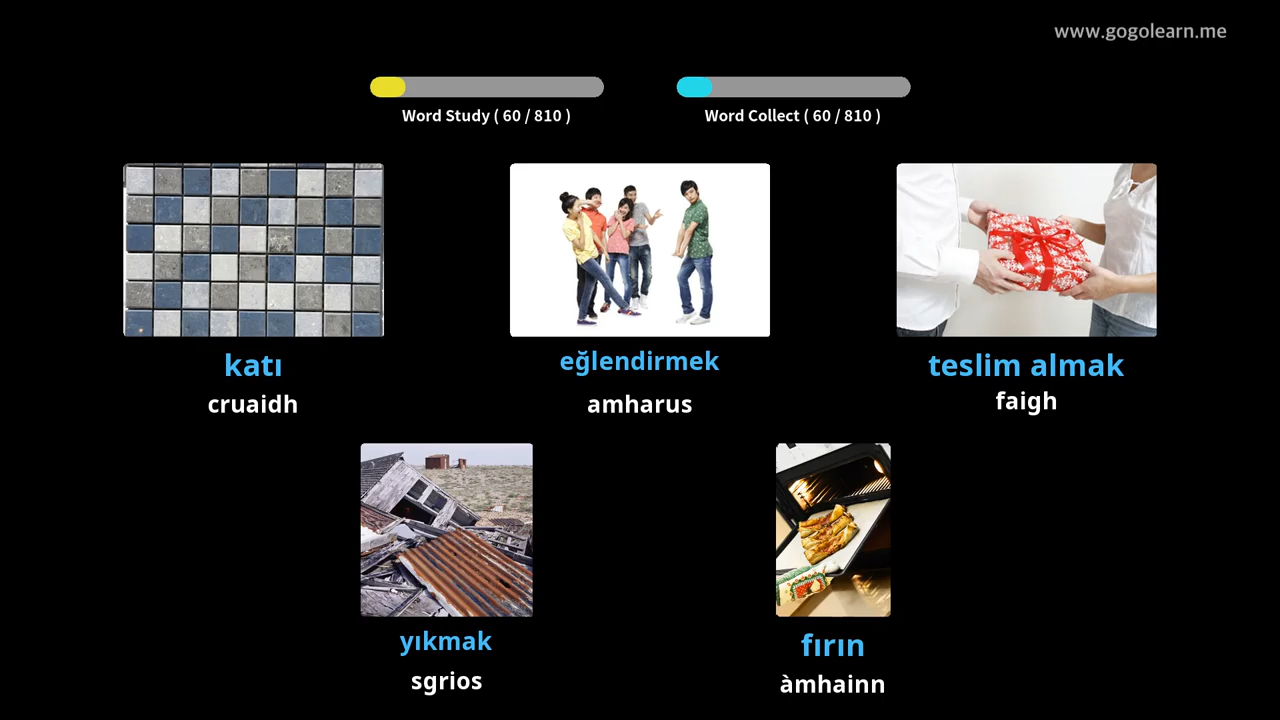 www.gogolearn.me
Word Study ( 60 / 810 )
Word Collect ( 60 / 810 )
katı
cruaidh
eğlendirmek
amharus
teslim almak
faigh
yıkmak
sgrios
fırın
àmhainn